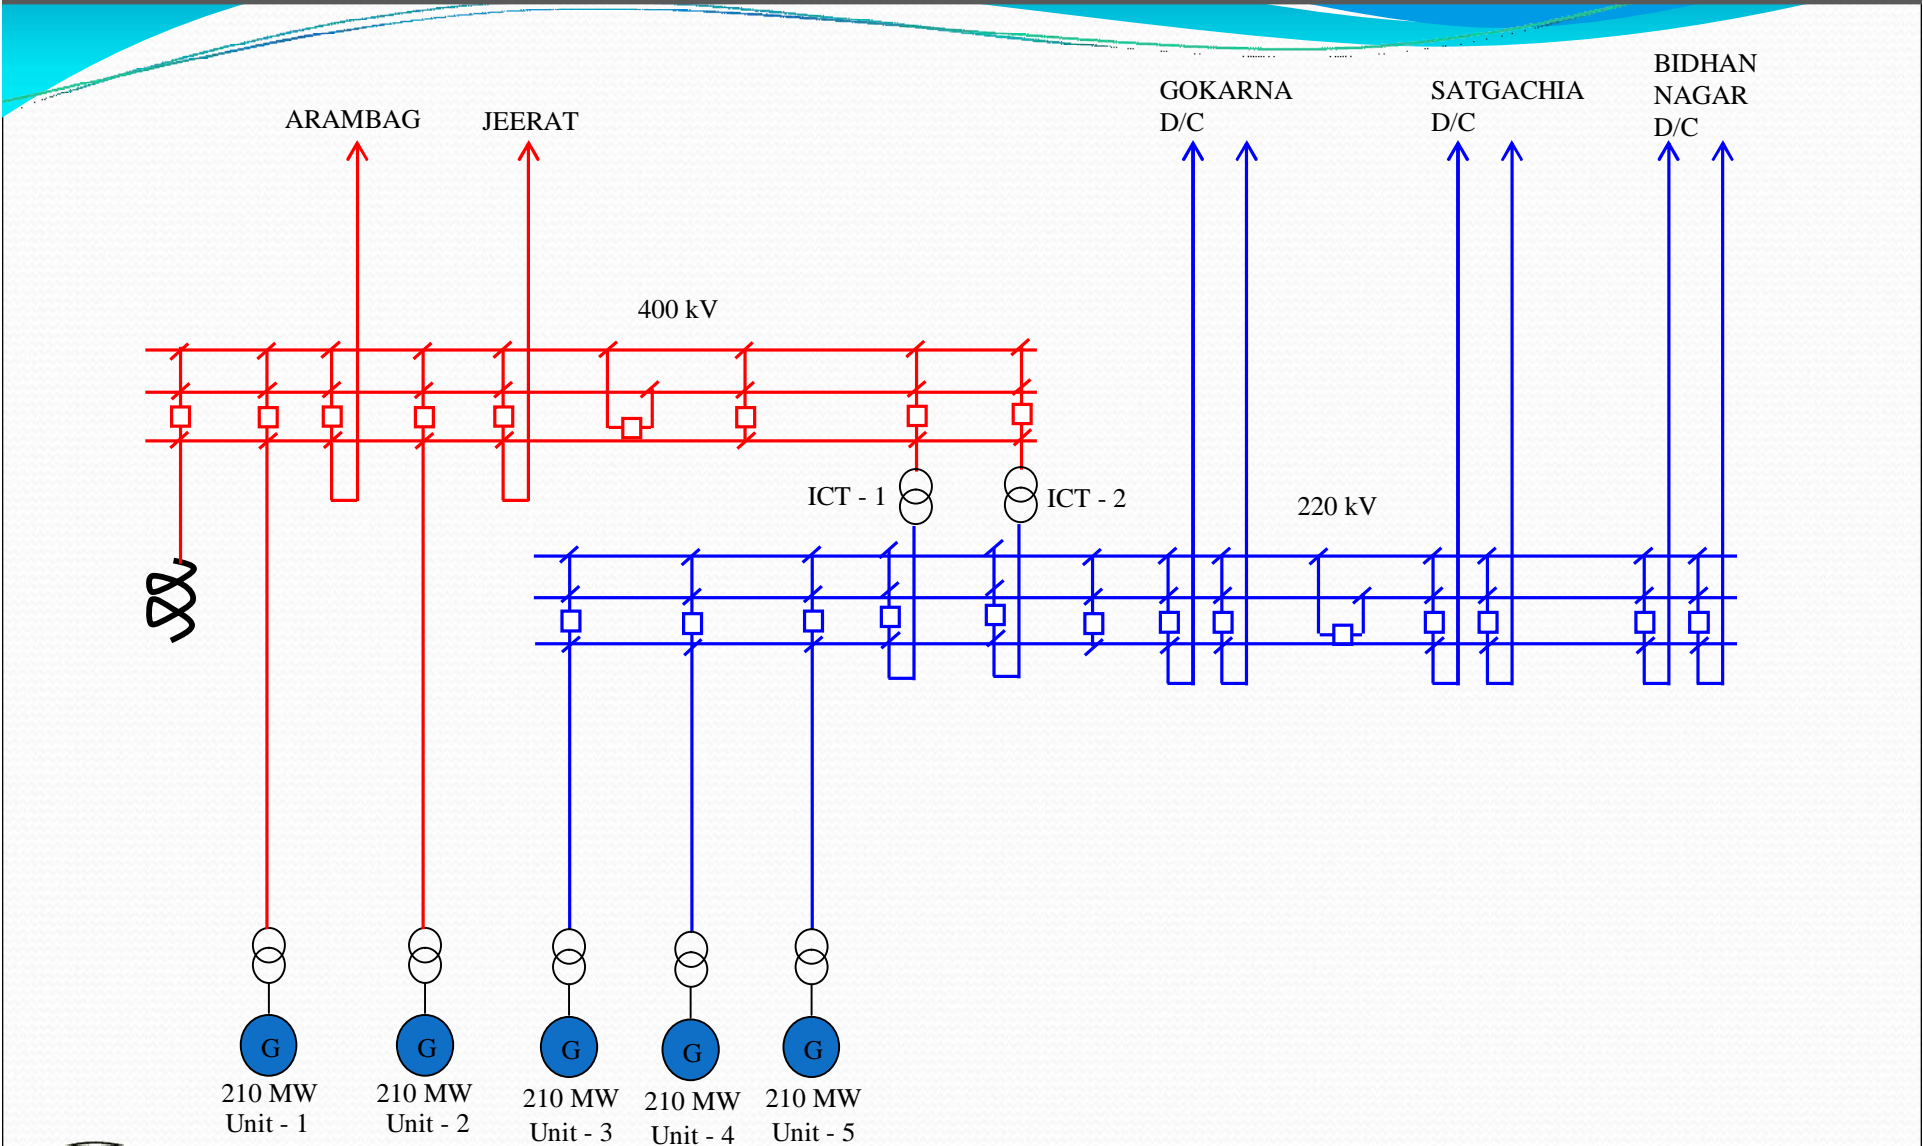 ARAMBAG
JEERAT
GOKARNA
D/C
SATGACHIA
D/C
BIDHAN
NAGAR
D/C
400 kV
ICT - 1
ICT - 2
220 kV
G
G
G
G
G
210 MW
Unit - 1
210 MW
Unit - 2
210 MW
Unit - 3
210 MW
Unit - 4
210 MW
Unit - 5